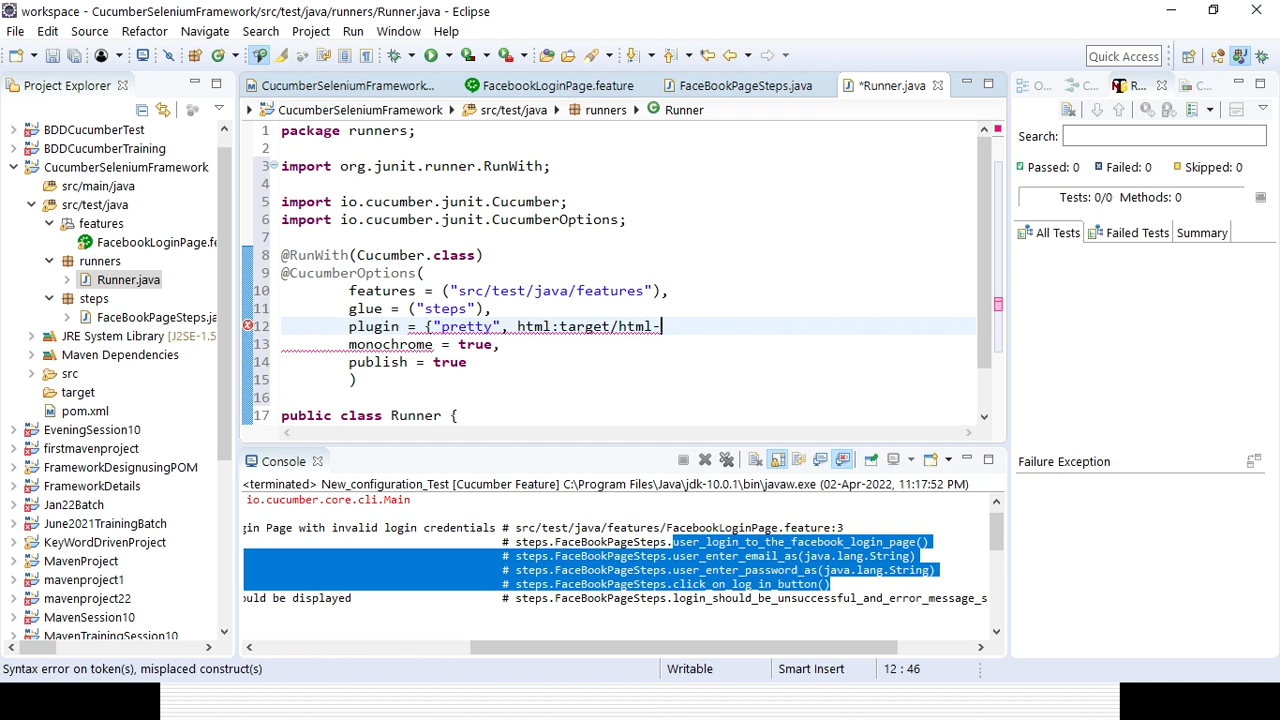 workspace - CucumberSeleniumFramework/src/test/java/runners/Runner.java - Eclipse
File Edit Source Refactor Navigate Search Project Run Window Help
Quick Access
Project Explorer
BDDCucumberTest
BDDCucumberTraining
CucumberSeleniumFramework
src/main/java
src/test/java
features
FacebookLoginPage.fe
runners
Runner.java
steps
FaceBookPageSteps.ja
JRE System Library
Maven Dependencies
src
target
pom.xml
EveningSession10
firstmavenproject
FrameworkDesignusingPOM
FrameworkDetails
Jan22Batch
June2021TrainingBatch
KeyWordDrivenProject
MavenProject
mavenproject1
mavenproject22
MavenSession10
MavenTrainingSession10
CucumberSeleniumFramework... FacebookLoginPage.feature FaceBookPageSteps.java *Runner.java
CucumberSeleniumFramework src/test/java runners Runner
1 package runners;
2
3 import org.junit.runner.RunWith;
4
5 import io.cucumber.junit.Cucumber;
6 import io.cucumber.junit.CucumberOptions;
7
8 @RunWith(Cucumber.class)
9 @CucumberOptions(
10 features = ("src/test/java/features"),
11 glue = ("steps"),
12 plugin = {"pretty", html:target/html-
13 monochrome = true,
14 publish = true
15 )
16
17 public class Runner {
Console
<terminated> New_configuration_Test [Cucumber Feature] C:\Program Files\Java\jdk-10.0.1\bin\javaw.exe (02-Apr-2022, 11:17:52 PM)
io.cucumber.core.cli.Main
gin Page with invalid login credentials # src/test/java/features/FacebookLoginPage.feature:3
# steps.FaceBookPageSteps.user_login_to_the_facebook_login_page()
# steps.FaceBookPageSteps.user_enter_email_as(java.lang.String)
# steps.FaceBookPageSteps.user_enter_password_as(java.lang.String)
# steps.FaceBookPageSteps.click_on_log_in_button()
ould be displayed # steps.FaceBookPageSteps.login_should_be_unsuccessful_and_error_message_s
O... C... R... C...
Search:
Passed: 0 Failed: 0 Skipped: 0
Tests: 0/0 Methods: 0
All Tests Failed Tests Summary
Failure Exception
Syntax error on token(s), misplaced construct(s) Writable Smart Insert 12 : 46